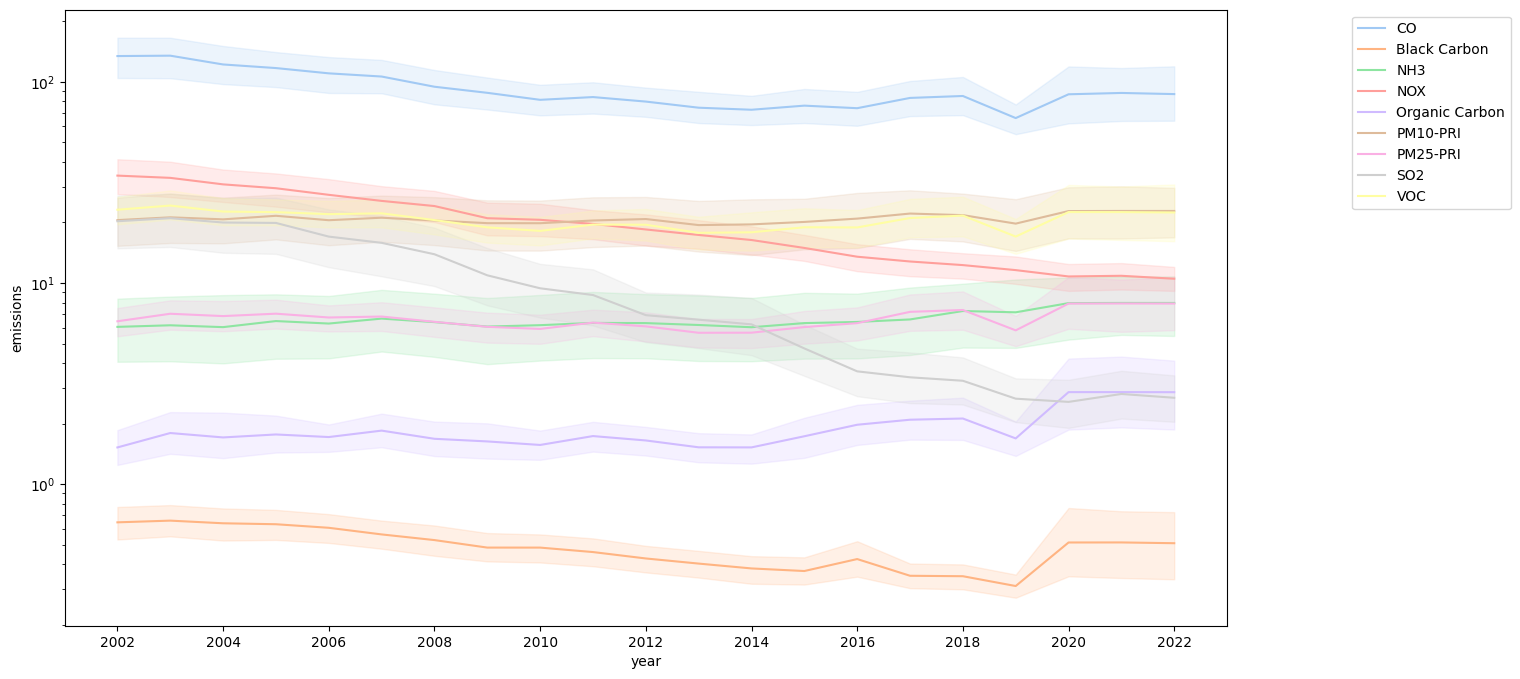 10²
10¹
10⁰
emissions
2002 2004 2006 2008 2010 2012 2014 2016 2018 2020 2022
year
CO
Black Carbon
NH3
NOX
Organic Carbon
PM10-PRI
PM25-PRI
SO2
VOC